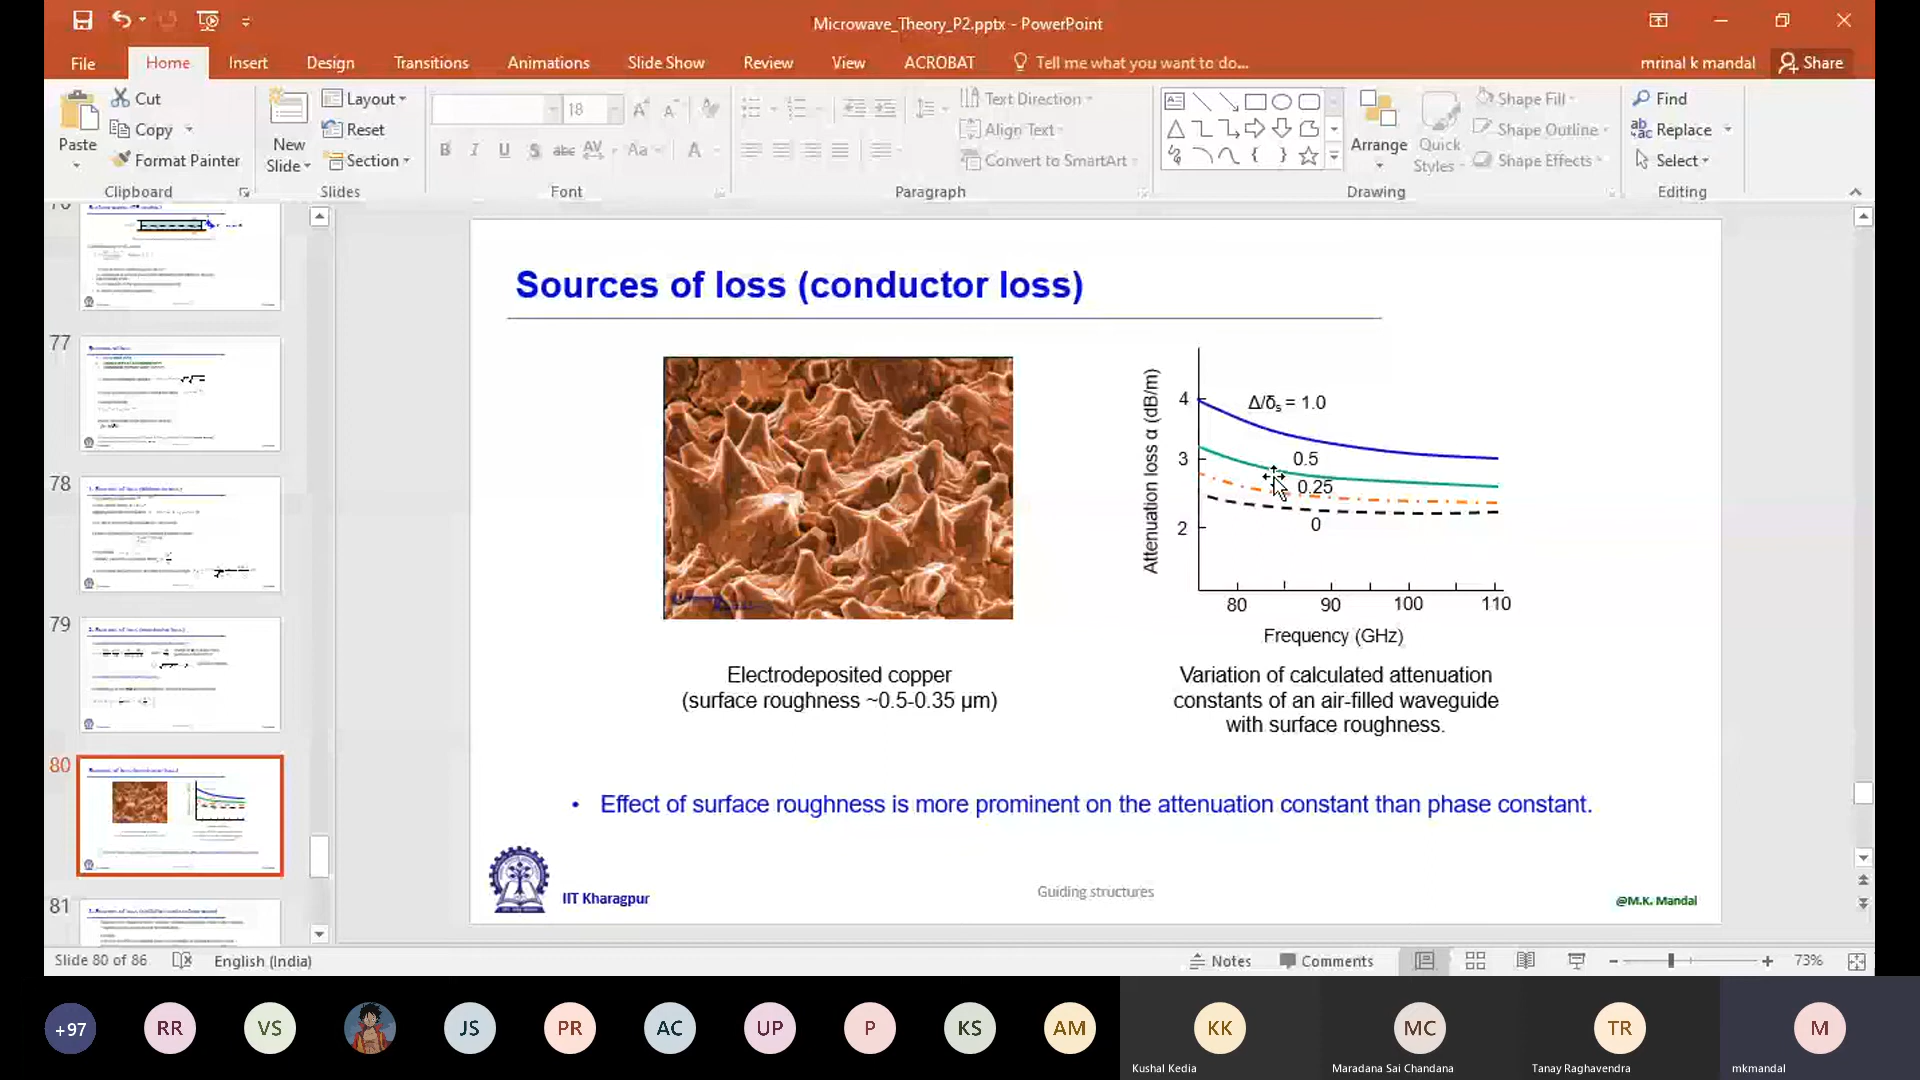 Microwave_Theory_P2.pptx - PowerPoint
File Home Insert Design Transitions Animations Slide Show Review View ACROBAT Tell me what you want to do... mrinal k mandal Share
Paste
Cut
Copy
Format Painter
Clipboard
New
Slide
Layout
Reset
Section
Slides
18
B I U S abc AV Aa A
Font
Text Direction
Align Text
Convert to SmartArt
Paragraph
Arrange
Quick
Styles
Shape Fill
Shape Outline
Shape Effects
Drawing
Find
Replace
Select
Editing
77
78
79
80
81
Sources of loss (conductor loss)
Electrodeposited copper
(surface roughness ~0.5-0.35 μm)
Attenuation loss α (dB/m)
4
3
2
Δ/δs = 1.0
0.5
0.25
0
80 90 100 110
Frequency (GHz)
Variation of calculated attenuation
constants of an air-filled waveguide
with surface roughness.
• Effect of surface roughness is more prominent on the attenuation constant than phase constant.
IIT Kharagpur
Guiding structures
@M.K. Mandal
Slide 80 of 86 English (India) Notes Comments 73%
+97 RR VS JS PR AC UP P KS AM KK MC TR M
Kushal Kedia Maradana Sai Chandana Tanay Raghavendra mkmandal